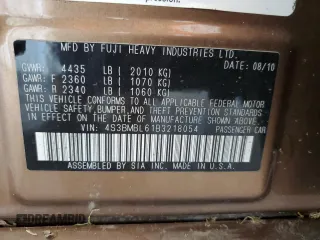 pression.
MFD BY FUJI HEAVY INDUSTRIES LTD.
GVWR: 4435 LB ( 2010 KG) DATE: 08/10
GAWR: F 2360 LB ( 1070 KG)
GAWR: R 2340 LB ( 1060 KG)
THIS VEHICLE CONFORMS TO ALL APPLICABLE FEDERAL MOTOR
VEHICLE SAFETY, BUMPER, AND THEFT PREVENTION STANDARDS
IN EFFECT ON THE DATE OF MANUFACTURE SHOWN ABOVE.
VIN: 4S3BMBL61B3218054 PASSENGER CAR
ASSEMBLED BY SIA INC. MADE IN U.S.A.
DREAMBID